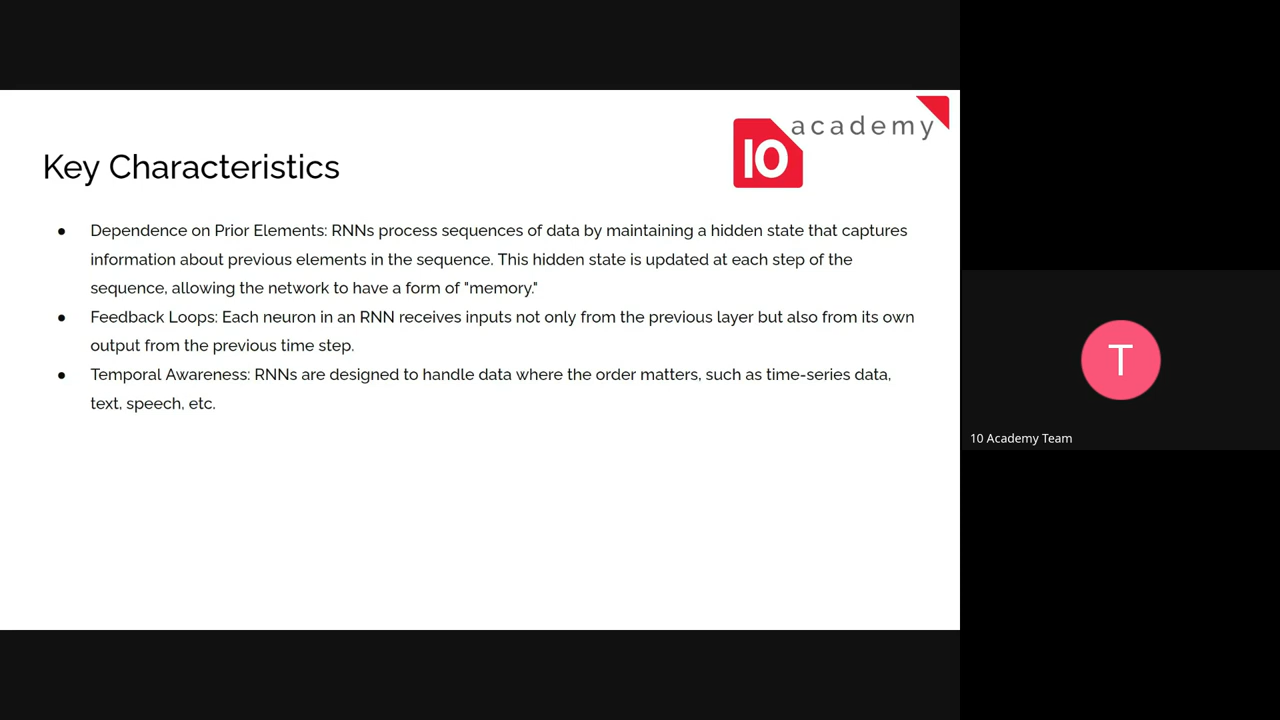 academy
10
Key Characteristics
● Dependence on Prior Elements: RNNs process sequences of data by maintaining a hidden state that captures
information about previous elements in the sequence. This hidden state is updated at each step of the
sequence, allowing the network to have a form of "memory."
● Feedback Loops: Each neuron in an RNN receives inputs not only from the previous layer but also from its own
output from the previous time step.
● Temporal Awareness: RNNs are designed to handle data where the order matters, such as time-series data,
text, speech, etc.
T
10 Academy Team